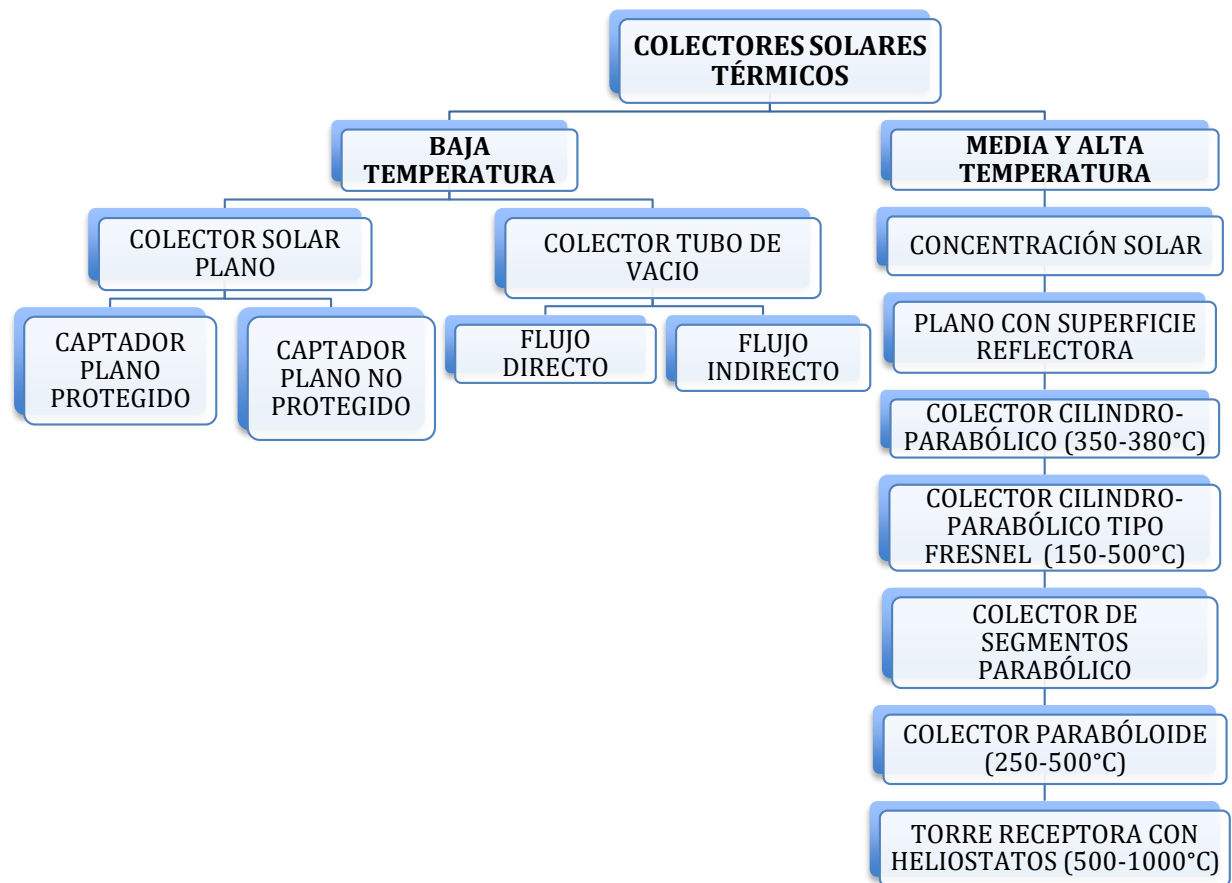 COLECTORES SOLARES
TÉRMICOS
BAJA
TEMPERATURA
COLECTOR SOLAR
PLANO
CAPTADOR
PLANO
PROTEGIDO
CAPTADOR
PLANO NO
PROTEGIDO
COLECTOR TUBO DE
VACIO
FLUJO
DIRECTO
FLUJO
INDIRECTO
MEDIA Y ALTA
TEMPERATURA
CONCENTRACIÓN SOLAR
PLANO CON SUPERFICIE
REFLECTORA
COLECTOR CILINDRO-
PARABÓLICO (350-380°C)
COLECTOR CILINDRO-
PARABÓLICO TIPO
FRESNEL (150-500°C)
COLECTOR DE
SEGMENTOS
PARABÓLICO
COLECTOR PARABÓLOIDE
(250-500°C)
TORRE RECEPTORA CON
HELIOSTATOS (500-1000°C)